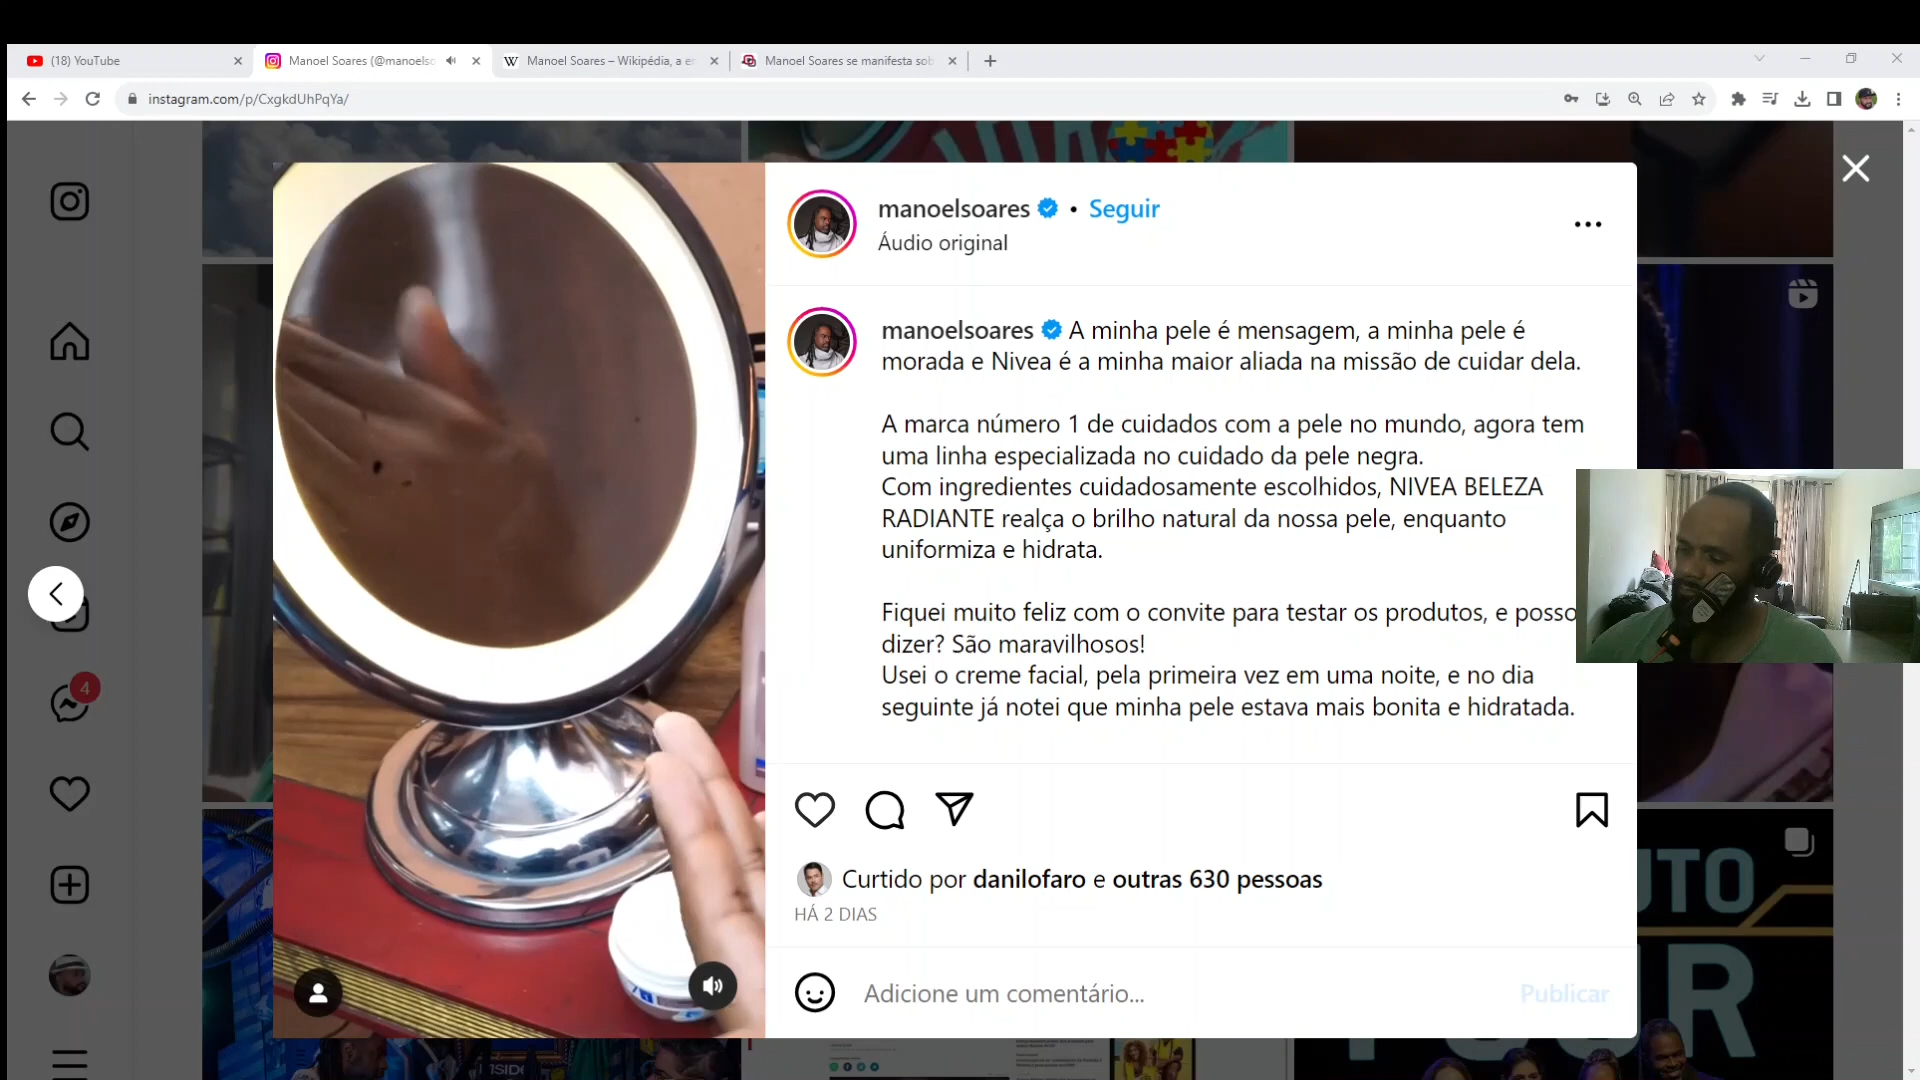 (18) YouTube
Manoel Soares (@manoelso
Manoel Soares – Wikipédia, a en
Manoel Soares se manifesta sob
instagram.com/p/CxgkdUhPqYa/
manoelsoares • Seguir
Áudio original
manoelsoares A minha pele é mensagem, a minha pele é
morada e Nivea é a minha maior aliada na missão de cuidar dela.
A marca número 1 de cuidados com a pele no mundo, agora tem
uma linha especializada no cuidado da pele negra.
Com ingredientes cuidadosamente escolhidos, NIVEA BELEZA
RADIANTE realça o brilho natural da nossa pele, enquanto
uniformiza e hidrata.
Fiquei muito feliz com o convite para testar os produtos, e posso
dizer? São maravilhosos!
Usei o creme facial, pela primeira vez em uma noite, e no dia
seguinte já notei que minha pele estava mais bonita e hidratada.
4
Curtido por danilofaro e outras 630 pessoas
HÁ 2 DIAS
Adicione um comentário...
Publicar
UTO
UR